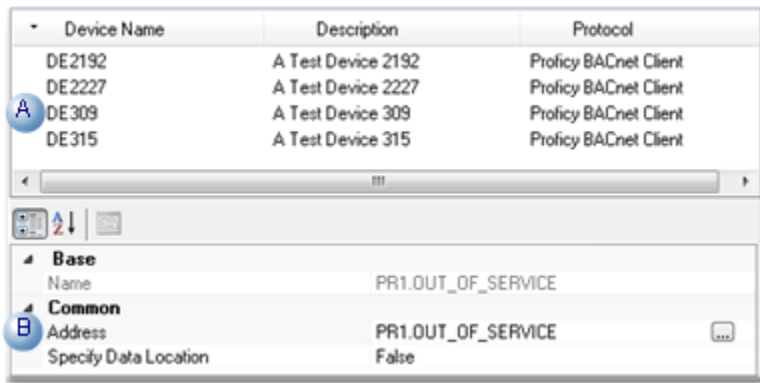 Device Name Description Protocol
DE2192 A Test Device 2192 Proficy BACnet Client
DE2227 A Test Device 2227 Proficy BACnet Client
A DE309 A Test Device 309 Proficy BACnet Client
DE315 A Test Device 315 Proficy BACnet Client
A Z
Base
Name PR1.OUT_OF_SERVICE
Common
B Address PR1.OUT_OF_SERVICE ...
Specify Data Location False